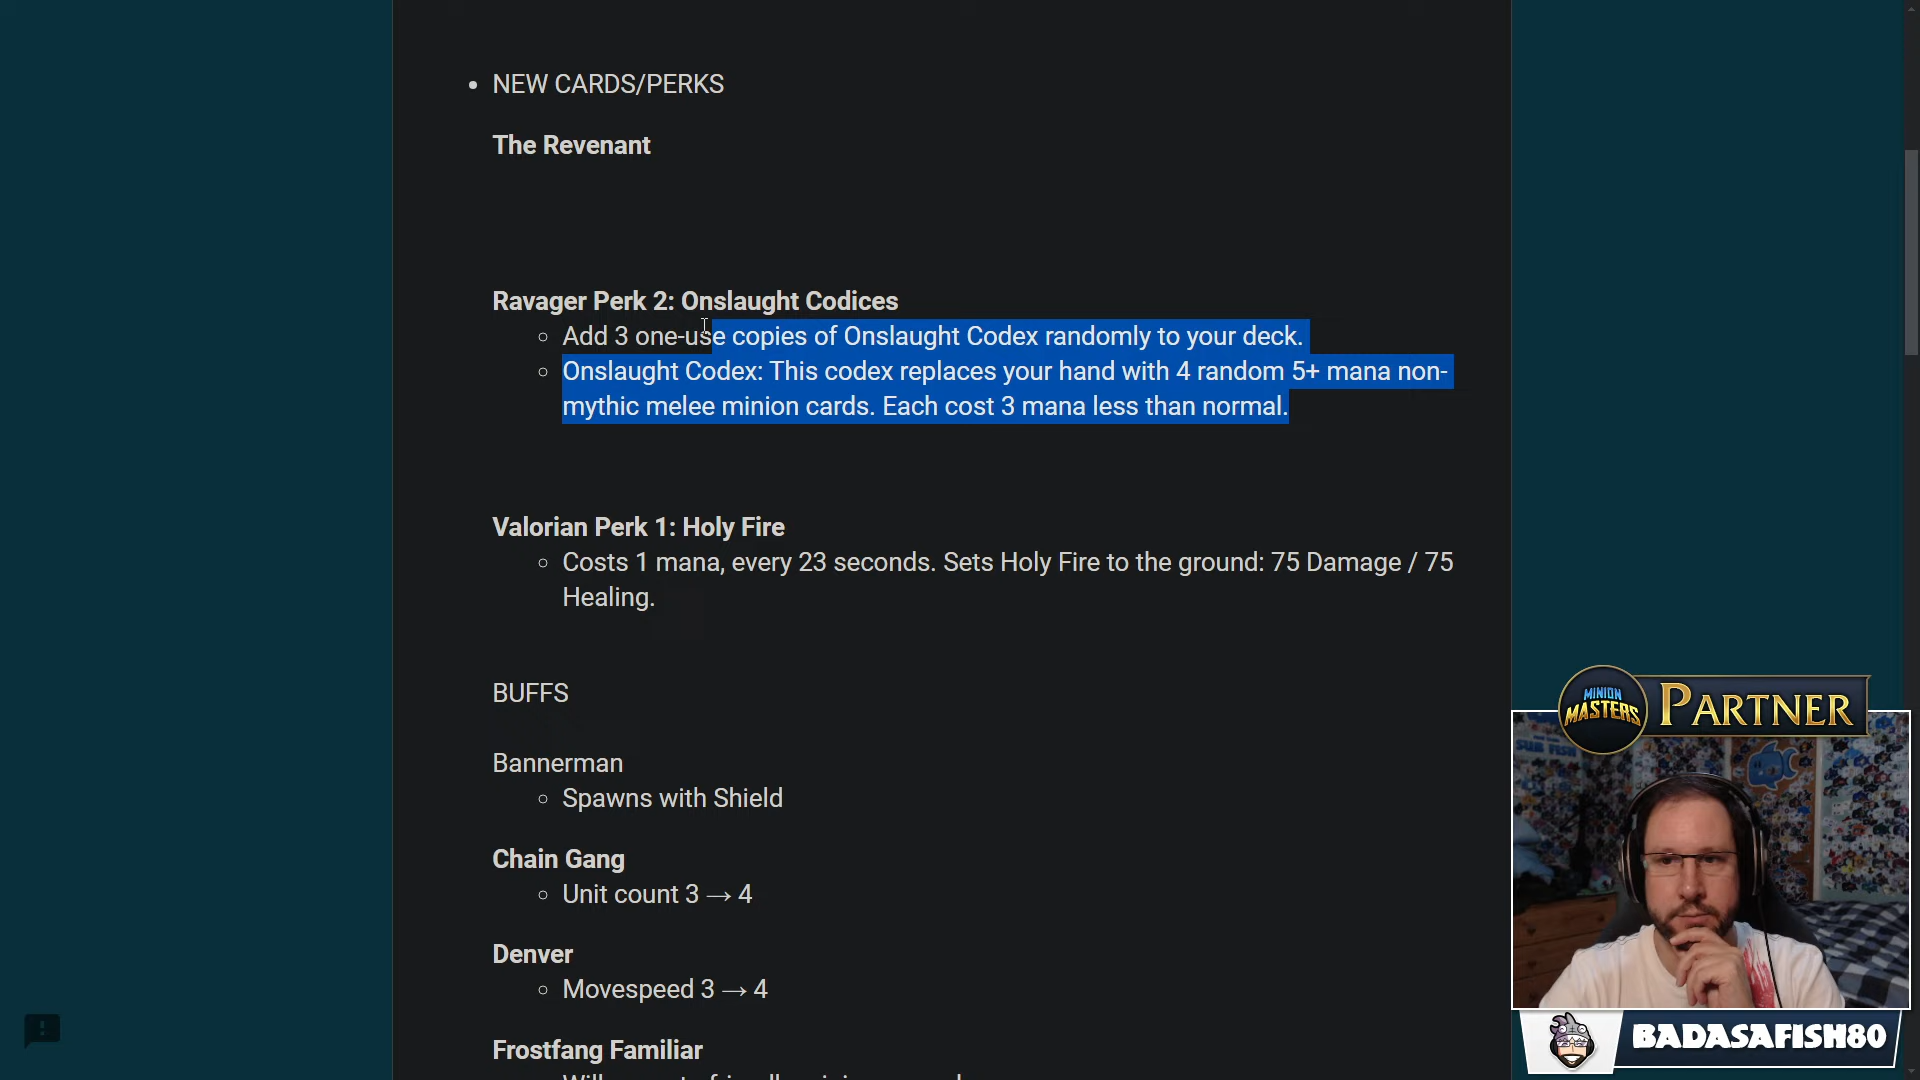 NEW CARDS/PERKS
The Revenant
Ravager Perk 2: Onslaught Codices
Add 3 one-use copies of Onslaught Codex randomly to your deck.
Onslaught Codex: This codex replaces your hand with 4 random 5+ mana non-
mythic melee minion cards. Each cost 3 mana less than normal.
Valorian Perk 1: Holy Fire
Costs 1 mana, every 23 seconds. Sets Holy Fire to the ground: 75 Damage / 75
Healing.
BUFFS
Bannerman
Spawns with Shield
Chain Gang
Unit count 3 → 4
Denver
Movespeed 3 → 4
Frostfang Familiar
MINION
MASTERS
PARTNER
SUB FISH
BADASAFISH80